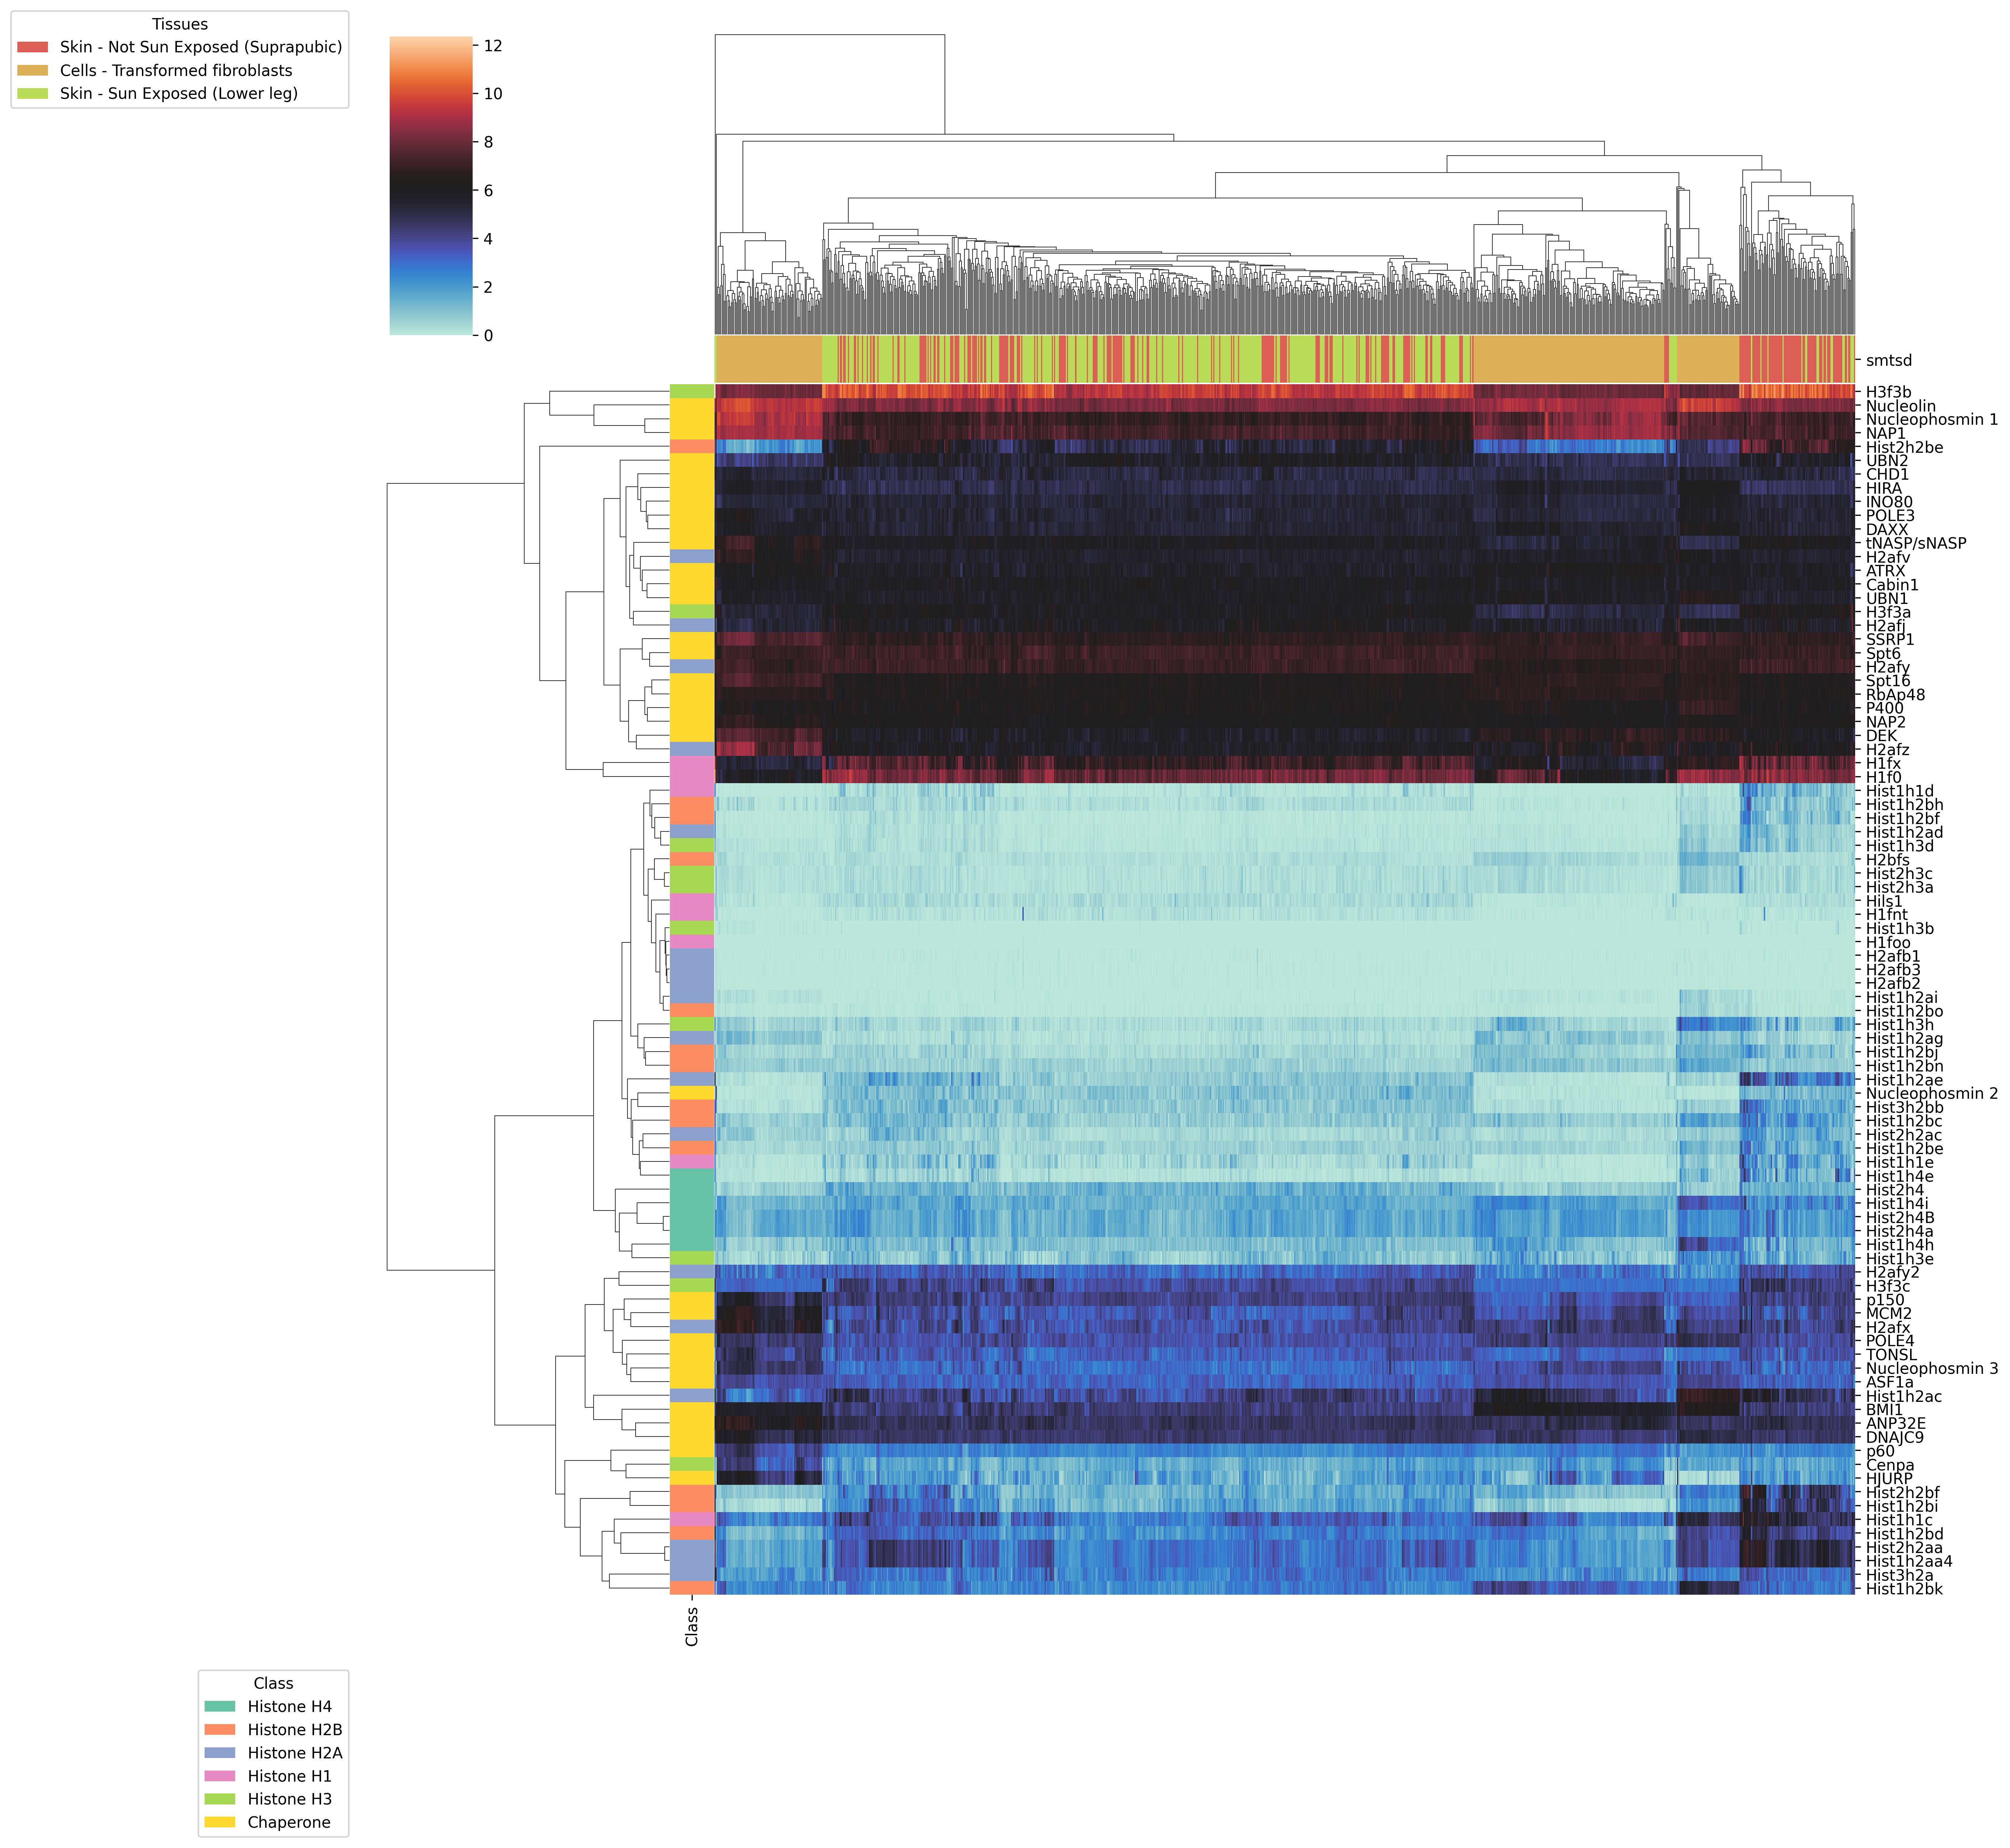 Tissues
Skin - Not Sun Exposed (Suprapubic)
Cells - Transformed fibroblasts
Skin - Sun Exposed (Lower leg)
12
10
8
6
4
2
0
smtsd
H3f3b
Nucleolin
Nucleophosmin 1
NAP1
Hist2h2be
UBN2
CHD1
HIRA
INO80
POLE3
DAXX
tNASP/sNASP
H2afv
ATRX
Cabin1
UBN1
H3f3a
H2afj
SSRP1
Spt6
H2afy
Spt16
RbAp48
P400
NAP2
DEK
H2afz
H1fx
H1f0
Hist1h1d
Hist1h2bh
Hist1h2bf
Hist1h2ad
Hist1h3d
H2bfs
Hist2h3c
Hist2h3a
Hils1
H1fnt
Hist1h3b
H1foo
H2afb1
H2afb3
H2afb2
Hist1h2ai
Hist1h2bo
Hist1h3h
Hist1h2ag
Hist1h2bj
Hist1h2bn
Hist1h2ae
Nucleophosmin 2
Hist3h2bb
Hist1h2bc
Hist2h2ac
Hist1h2be
Hist1h1e
Hist1h4e
Hist2h4
Hist1h4i
Hist2h4B
Hist2h4a
Hist1h4h
Hist1h3e
H2afy2
H3f3c
p150
MCM2
H2afx
POLE4
TONSL
Nucleophosmin 3
ASF1a
Hist1h2ac
BMI1
ANP32E
DNAJC9
p60
Cenpa
HJURP
Hist2h2bf
Hist1h2bi
Hist1h1c
Hist1h2bd
Hist2h2aa
Hist1h2aa4
Hist3h2a
Hist1h2bk
Class
Class
Histone H4
Histone H2B
Histone H2A
Histone H1
Histone H3
Chaperone